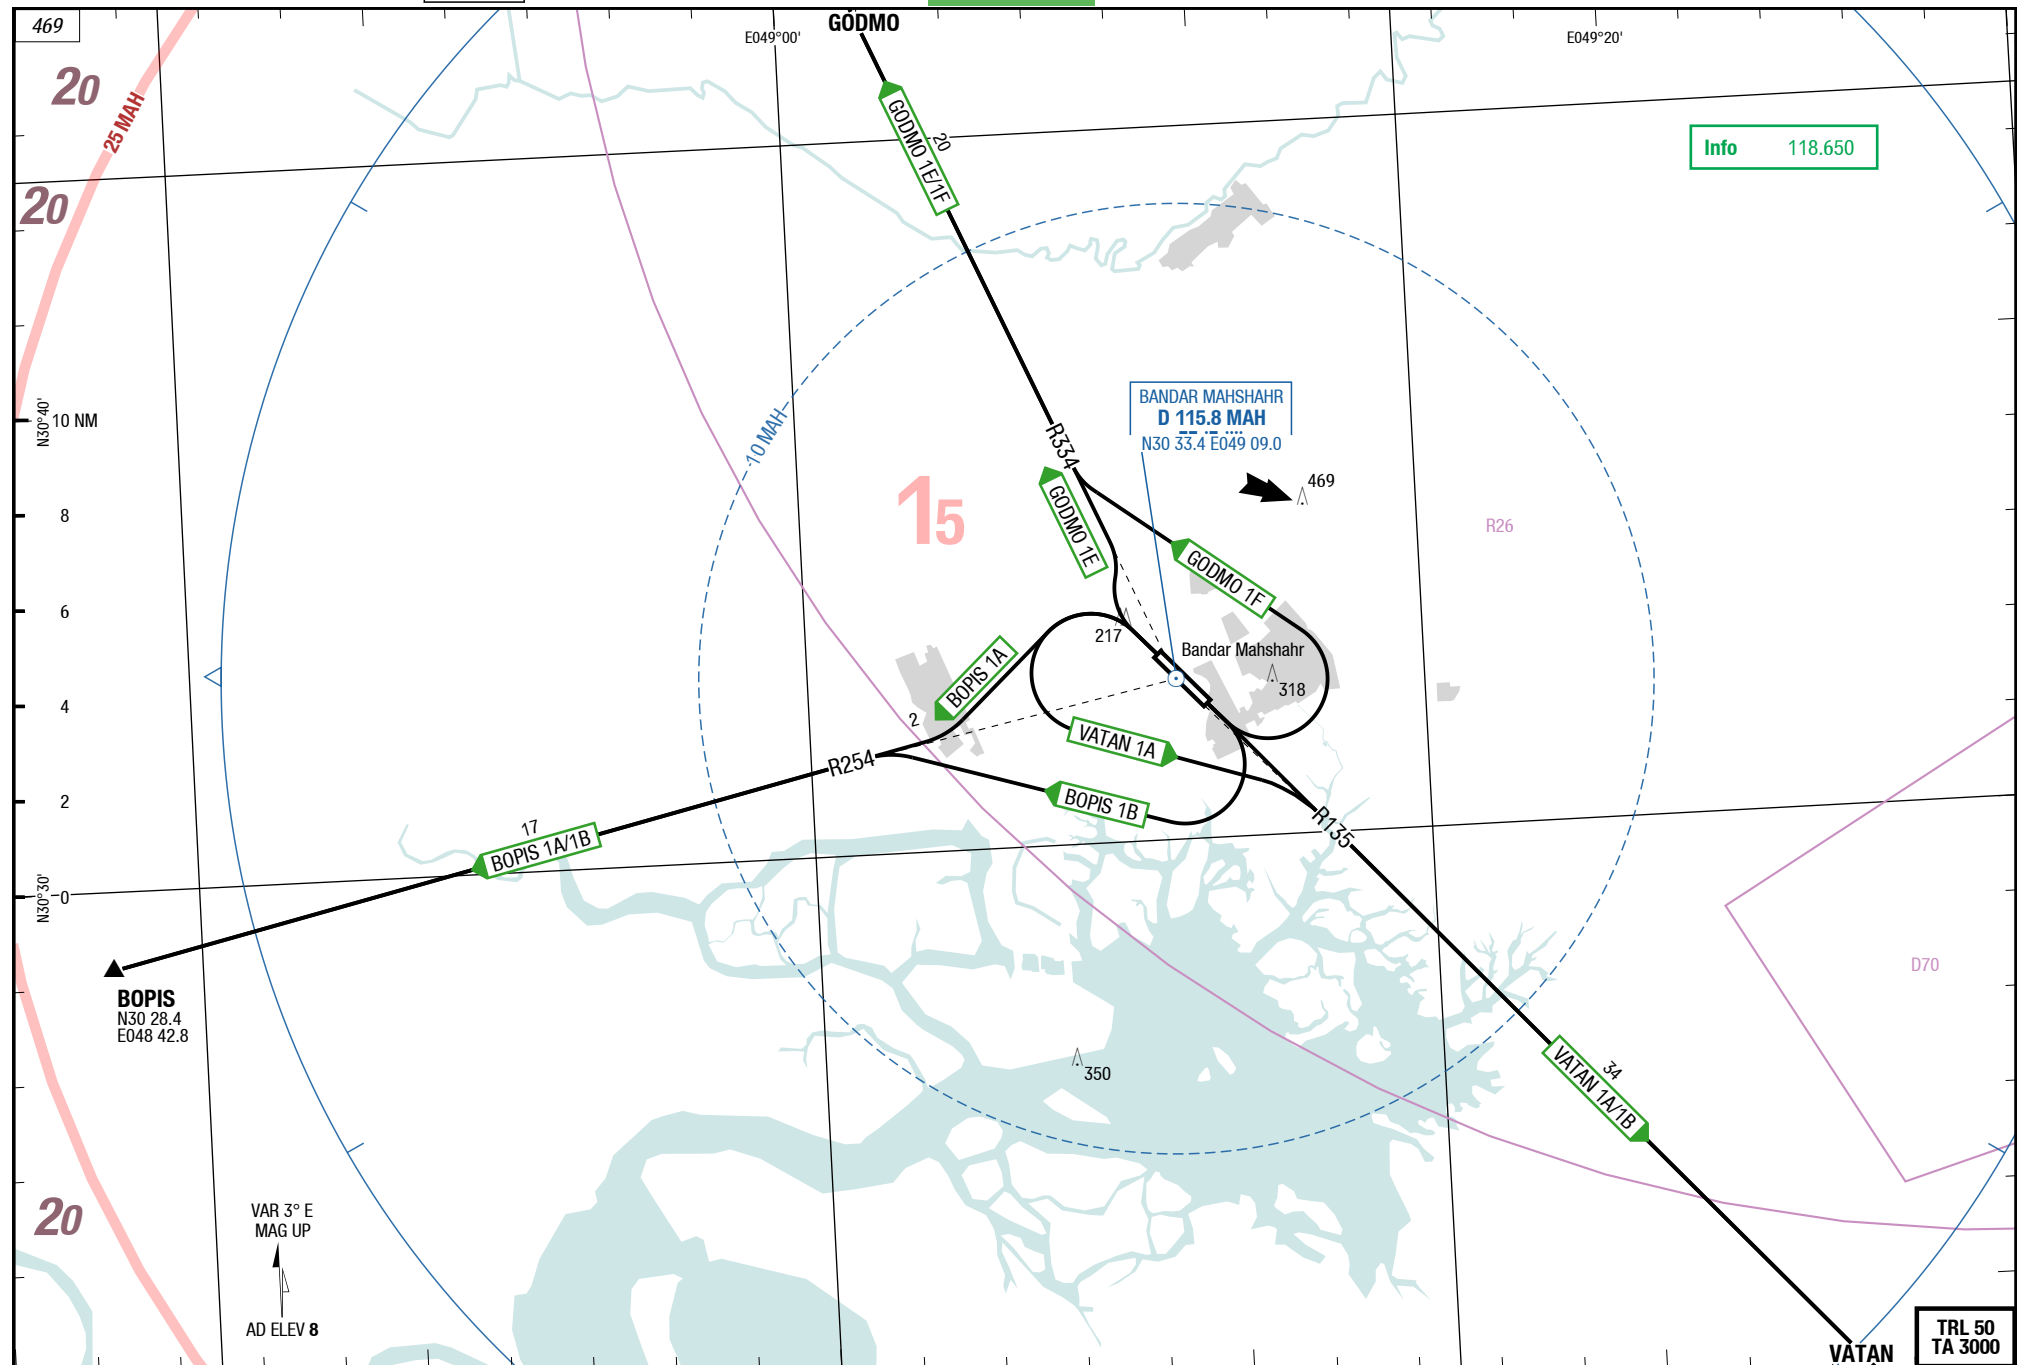 469
GODMO
E049°00'
E049°20'
20
25 MAH
20
GODMO 1E/1F
20
Info 118.650
N30°40'
10 NM
10 MAH
R334
BANDAR MAHSHAHR
D 115.8 MAH
N30 33.4 E049 09.0
469
15
GODMO 1E
R26
8
GODMO 1F
6
217
Bandar Mahshahr
BOPIS 1A
318
4
2
VATAN 1A
R254
2
BOPIS 1B
R135
17
BOPIS 1A/1B
N30°30'
0
D70
BOPIS
N30 28.4
E048 42.8
350
34
VATAN 1A/1B
20
VAR 3° E
MAG UP
AD ELEV 8
TRL 50
TA 3000
VATAN